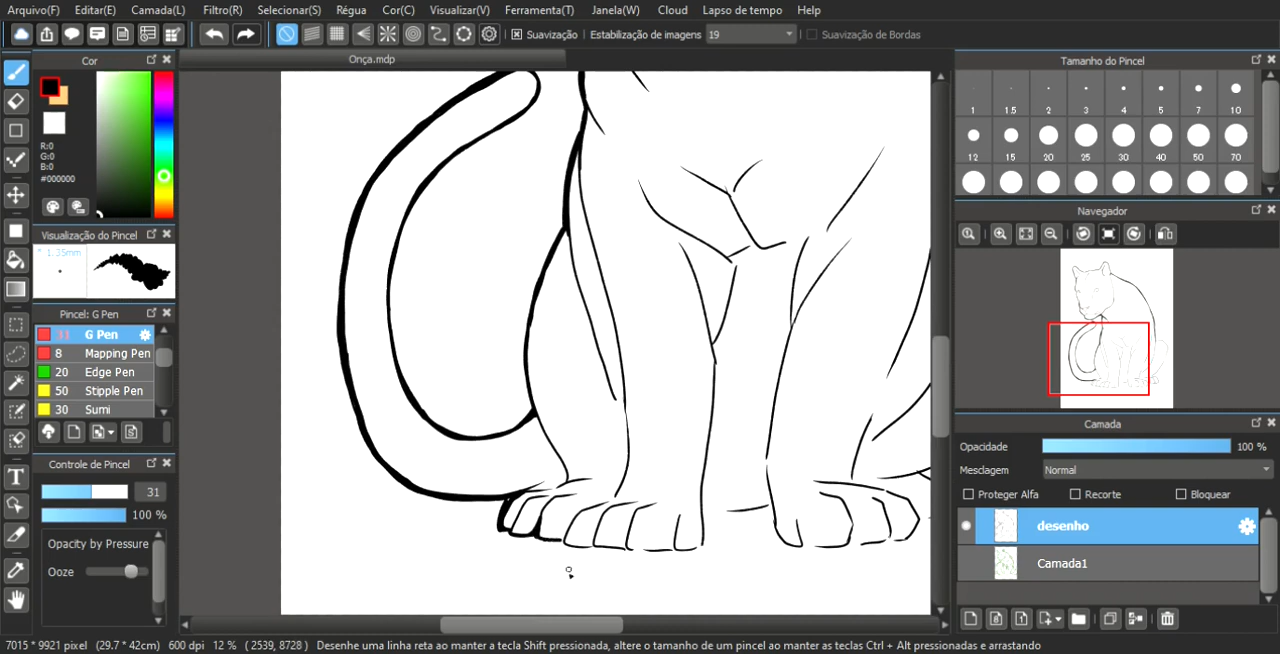 Arquivo(F) Editar(E) Camada(L) Filtro(R) Selecionar(S) Régua Cor(C) Visualizar(V) Ferramenta(T) Janela(W) Cloud Lapso de tempo Help
Suavização Estabilização de imagens 19 Suavização de Bordas
Cor
Onça.mdp
Tamanho do Pincel
R:0
G:0
B:0
#000000
1 1.5 2 3 4 5 7 10
12 15 20 25 30 40 50 70
Navegador
Visualização do Pincel
* 1.35mm
Pincel: G Pen
31 G Pen
8 Mapping Pen
20 Edge Pen
50 Stipple Pen
30 Sumi
Controle de Pincel
31
100 %
Opacity by Pressure
Ooze
Camada
Opacidade 100 %
Mesclagem Normal
Proteger Alfa Recorte Bloquear
desenho
Camada1
7015 * 9921 pixel (29.7 * 42cm) 600 dpi 12 % ( 2539, 8728 ) Desenhe uma linha reta ao manter a tecla Shift pressionada, altere o tamanho de um pincel ao manter as teclas Ctrl + Alt pressionadas e arrastando